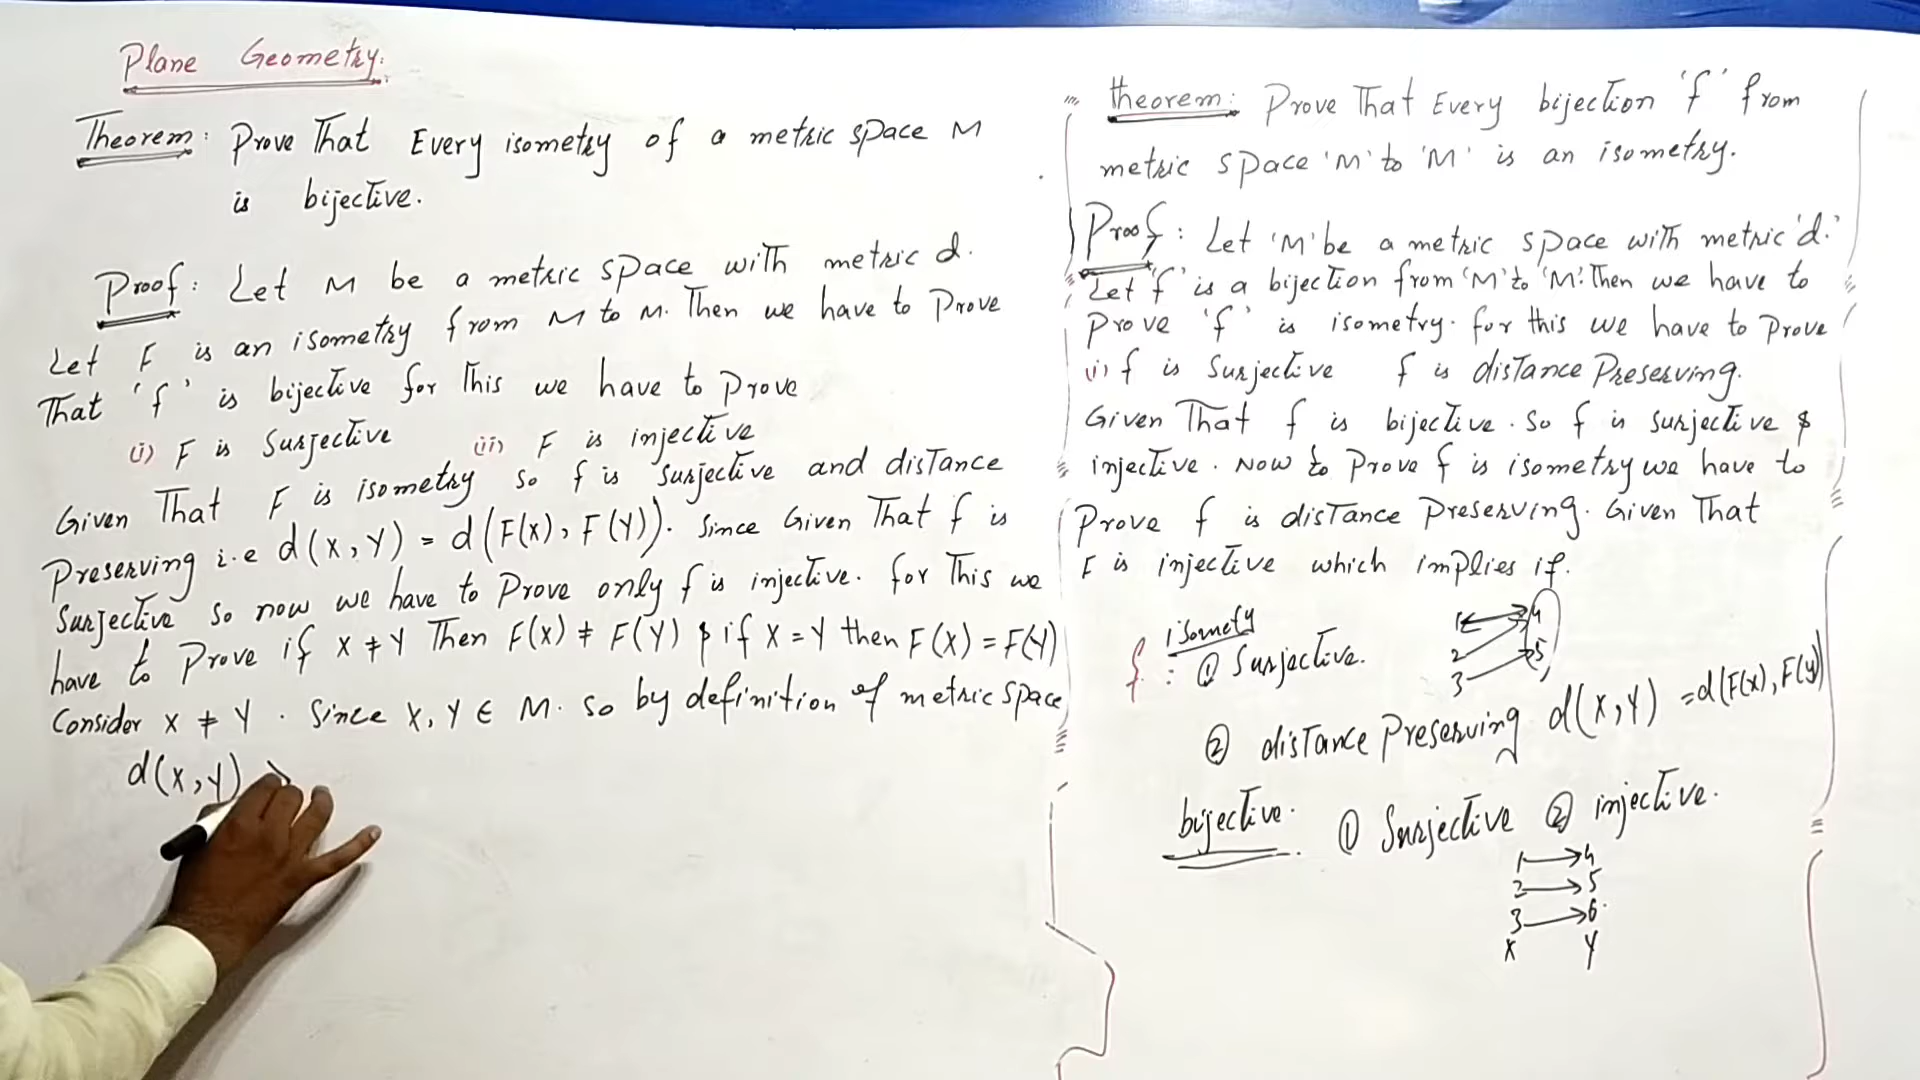 Plane Geometry.
Theorem: Prove That Every isometry of a metric space M
is bijective.
Proof: Let M be a metric space with metric d.
Let F is an isometry from M to M. Then we have to Prove
That 'f' is bijective for This we have to Prove
(i) F is Surjective (ii) F is injective
Given That F is isometry so f is surjective and distance
Preserving i.e d(x,y) = d(F(x), F(Y)). Since Given That f is
Surjective so now we have to Prove only f is injective. for This we
have to Prove if x ≠ y Then F(x) ≠ F(Y) & if x = y then F(x) = F(Y)
Consider x ≠ y. Since x, y ∈ M. so by definition of metric space
d(x,y) >
theorem: Prove That Every bijection 'f' from
metric space 'M' to 'M' is an isometry.
Proof: Let 'M' be a metric space with metric 'd'.
Let 'f' is a bijection from 'M' to 'M'. Then we have to
Prove 'f' is isometry. for this we have to Prove
(i) f is Surjective f is distance Preserving.
Given That f is bijective. So f is surjective &
injective. Now to Prove f is isometry we have to
Prove f is distance Preserving. Given That
F is injective which implies if.
isomety
f : ① Surjective.
1 4
2 5
3
② distance Preserving d(x,y) = d(F(x), F(y))
bijective. ① Surjective ② injective.
1 → 4
2 → 5
3 → 6
X Y